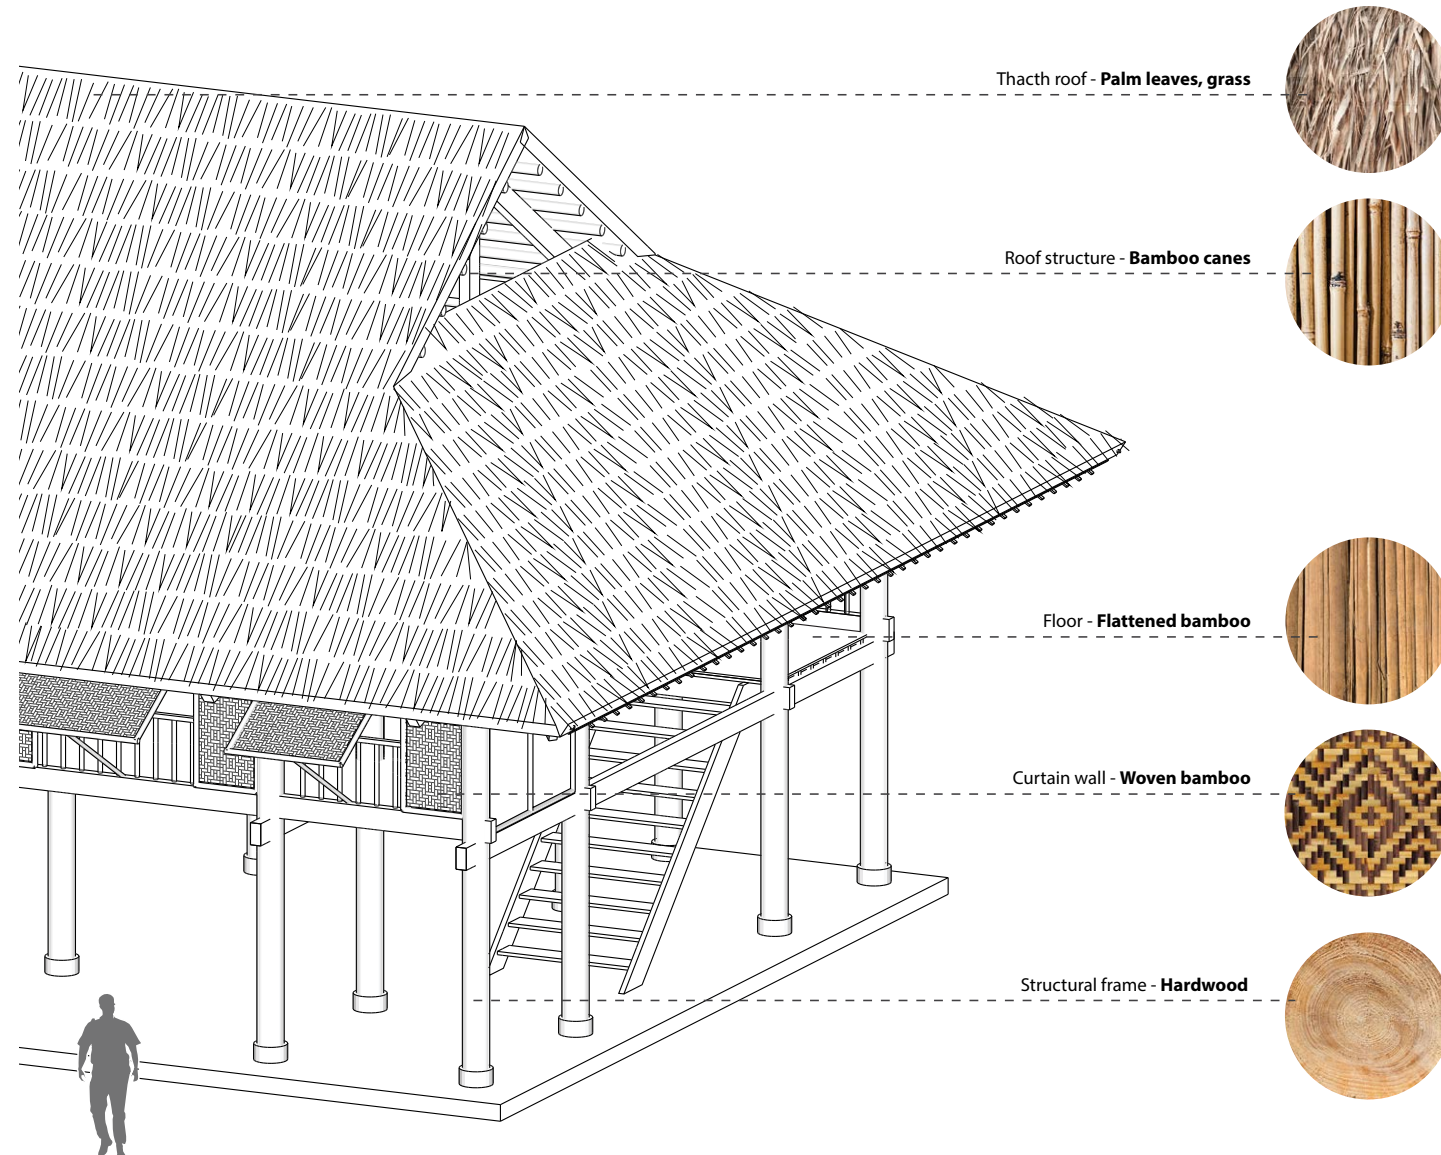 Thacth roof - Palm leaves, grass
Roof structure - Bamboo canes
Floor - Flattened bamboo
Curtain wall - Woven bamboo
Structural frame - Hardwood